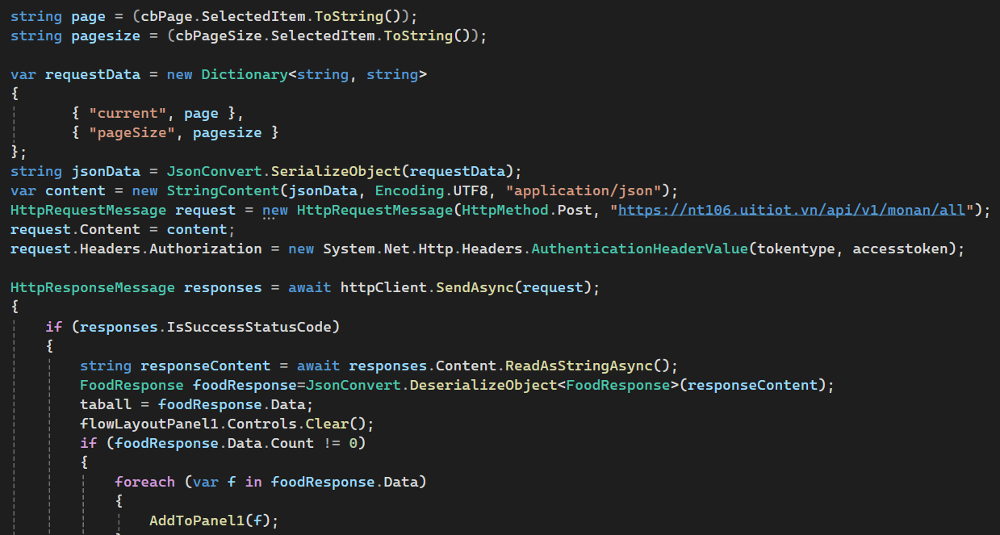 string page = (cbPage.SelectedItem.ToString());
string pagesize = (cbPageSize.SelectedItem.ToString());
var requestData = new Dictionary<string, string>
{
{ "current", page },
{ "pageSize", pagesize }
};
string jsonData = JsonConvert.SerializeObject(requestData);
var content = new StringContent(jsonData, Encoding.UTF8, "application/json");
HttpRequestMessage request = new HttpRequestMessage(HttpMethod.Post, "https://nt106.uitiot.vn/api/v1/monan/all");
request.Content = content;
request.Headers.Authorization = new System.Net.Http.Headers.AuthenticationHeaderValue(tokentype, accesstoken);
HttpResponseMessage responses = await httpClient.SendAsync(request);
{
if (responses.IsSuccessStatusCode)
{
string responseContent = await responses.Content.ReadAsStringAsync();
FoodResponse foodResponse=JsonConvert.DeserializeObject<FoodResponse>(responseContent);
taball = foodResponse.Data;
flowLayoutPanel1.Controls.Clear();
if (foodResponse.Data.Count != 0)
{
foreach (var f in foodResponse.Data)
{
AddToPanel1(f);